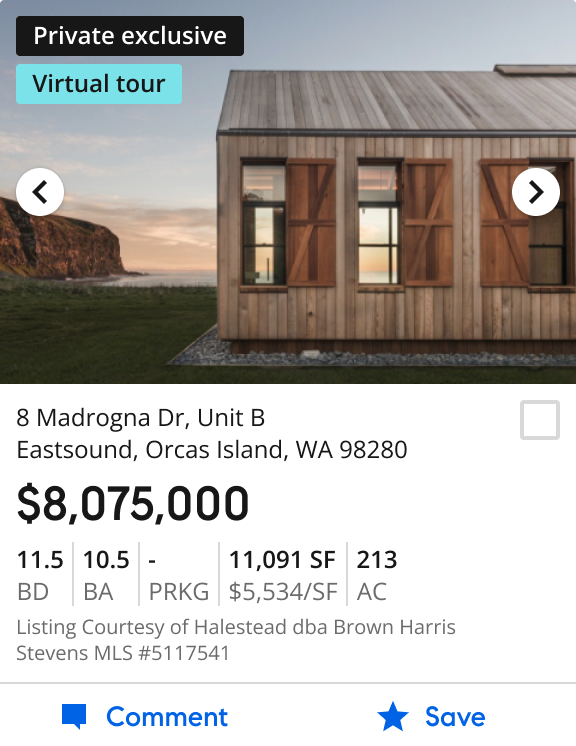 Private exclusive
Virtual tour
8 Madrogna Dr, Unit B
Eastsound, Orcas Island, WA 98280
$8,075,000
11.5 10.5 - 11,091 SF 213
BD BA PRKG $5,534/SF AC
Listing Courtesy of Halestead dba Brown Harris
Stevens MLS #5117541
Comment Save